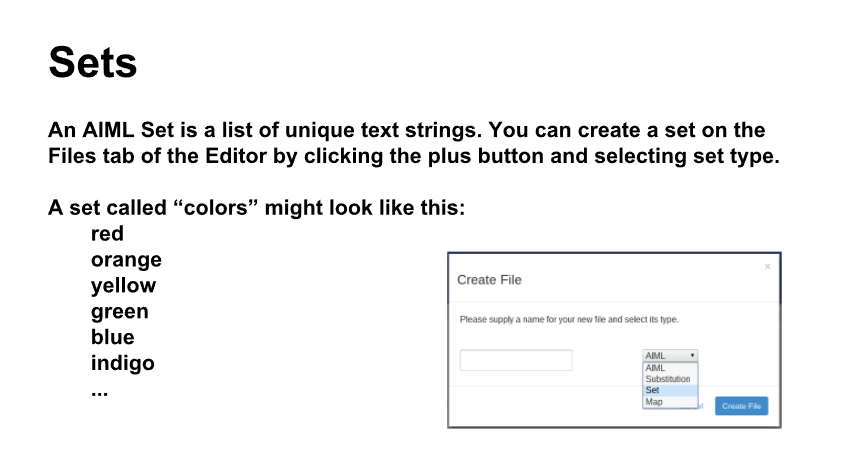 Sets
An AIML Set is a list of unique text strings. You can create a set on the
Files tab of the Editor by clicking the plus button and selecting set type.
A set called “colors” might look like this:
red
orange
yellow
green
blue
indigo
...
×
Create File
Please supply a name for your new file and select its type.
AIML
AIML
Substitution
Set
Map
Create File